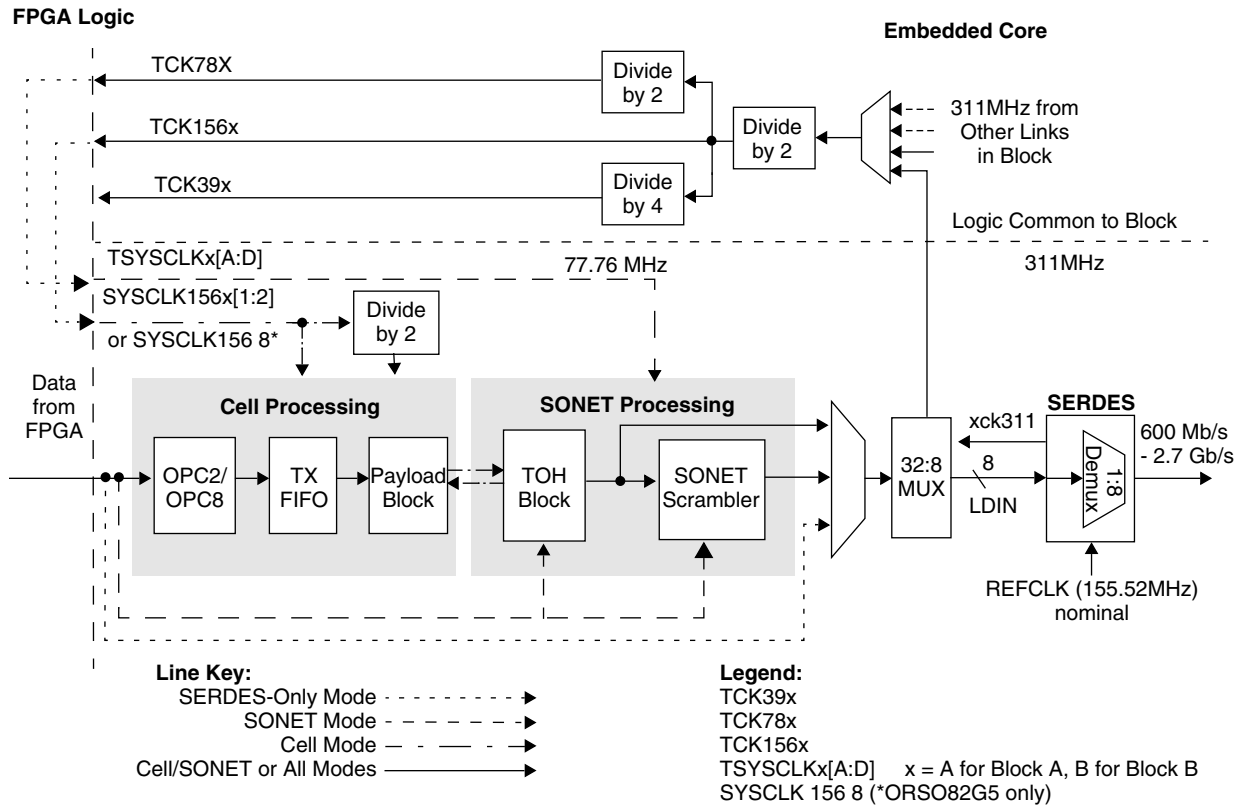 FPGA Logic
Embedded Core
TCK78X
Divide
by 2
TCK156x
Divide
by 2
311MHz from
Other Links
in Block
TCK39x
Divide
by 4
Logic Common to Block
TSYSCLKx[A:D]
77.76 MHz
311MHz
SYSCLK156x[1:2]
or SYSCLK156 8*
Divide
by 2
Data
from
FPGA
Cell Processing
SONET Processing
SERDES
OPC2/
OPC8
TX
FIFO
Payload
Block
TOH
Block
SONET
Scrambler
32:8
MUX
xck311
8
LDIN
1:8
Demux
600 Mb/s
- 2.7 Gb/s
REFCLK (155.52MHz)
nominal
Line Key:
SERDES-Only Mode
SONET Mode
Cell Mode
Cell/SONET or All Modes
Legend:
TCK39x
TCK78x
TCK156x
TSYSCLKx[A:D] x = A for Block A, B for Block B
SYSCLK 156 8 (*ORSO82G5 only)